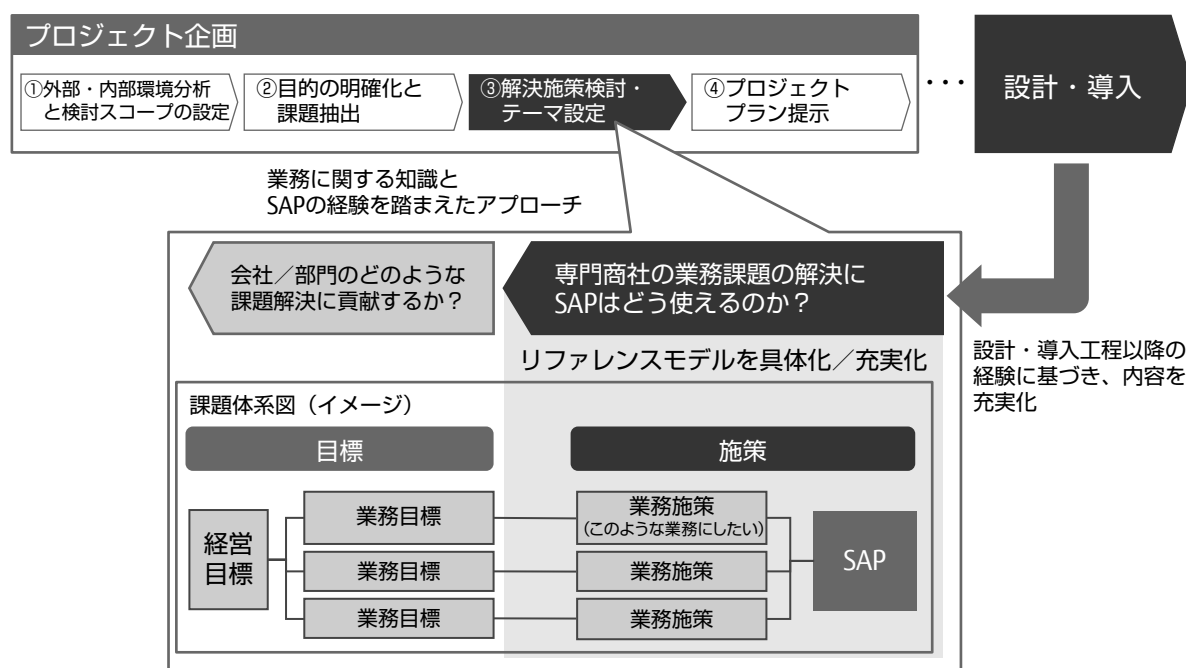 プロジェクト企画
①外部・内部環境分析
と検討スコープの設定
②目的の明確化と
課題抽出
③解決施策検討・
テーマ設定
④プロジェクト
プラン提示
・・・
設計・導入
業務に関する知識と
SAPの経験を踏まえたアプローチ
会社／部門のどのような
課題解決に貢献するか？
専門商社の業務課題の解決に
SAPはどう使えるのか？
リファレンスモデルを具体化／充実化
設計・導入工程以降の
経験に基づき、内容を
充実化
課題体系図（イメージ）
目標
施策
経営
目標
業務目標
業務目標
業務目標
業務施策
（このような業務にしたい）
業務施策
業務施策
SAP